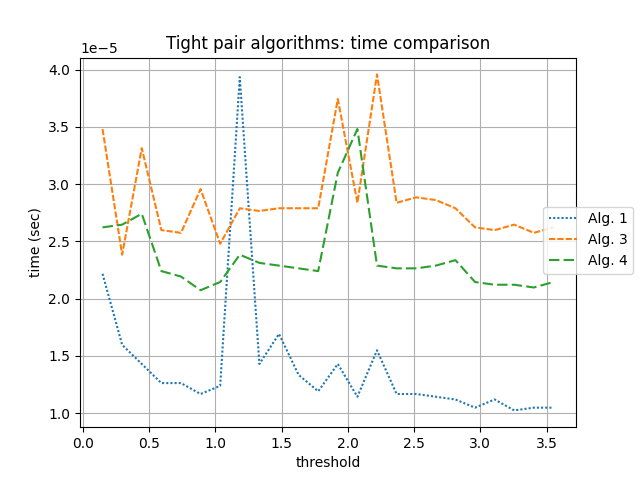 Tight pair algorithms: time comparison
1e−5
4.0
3.5
3.0
2.5
2.0
1.5
1.0
time (sec)
0.0 0.5 1.0 1.5 2.0 2.5 3.0 3.5
threshold
Alg. 1
Alg. 3
Alg. 4